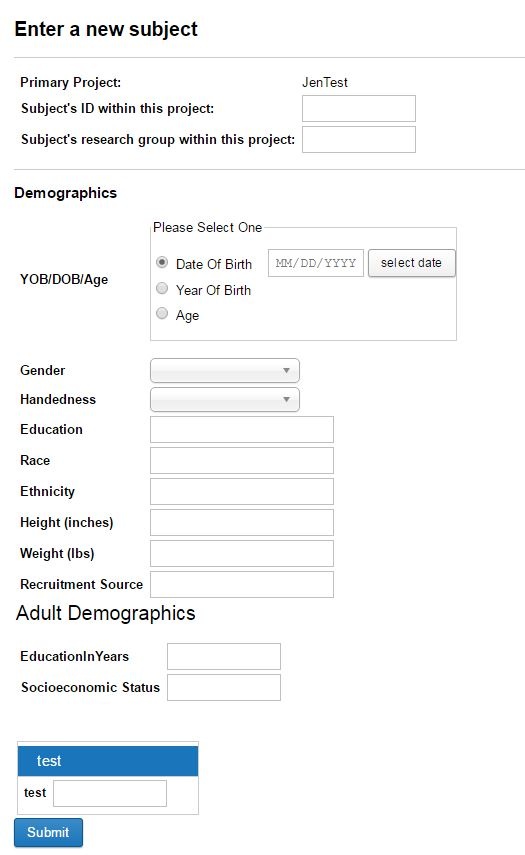 Enter a new subject
Primary Project: JenTest
Subject's ID within this project:
Subject's research group within this project:
Demographics
Please Select One
YOB/DOB/Age
Date Of Birth MM/DD/YYYY select date
Year Of Birth
Age
Gender
Handedness
Education
Race
Ethnicity
Height (inches)
Weight (lbs)
Recruitment Source
Adult Demographics
EducationInYears
Socioeconomic Status
test
test
Submit